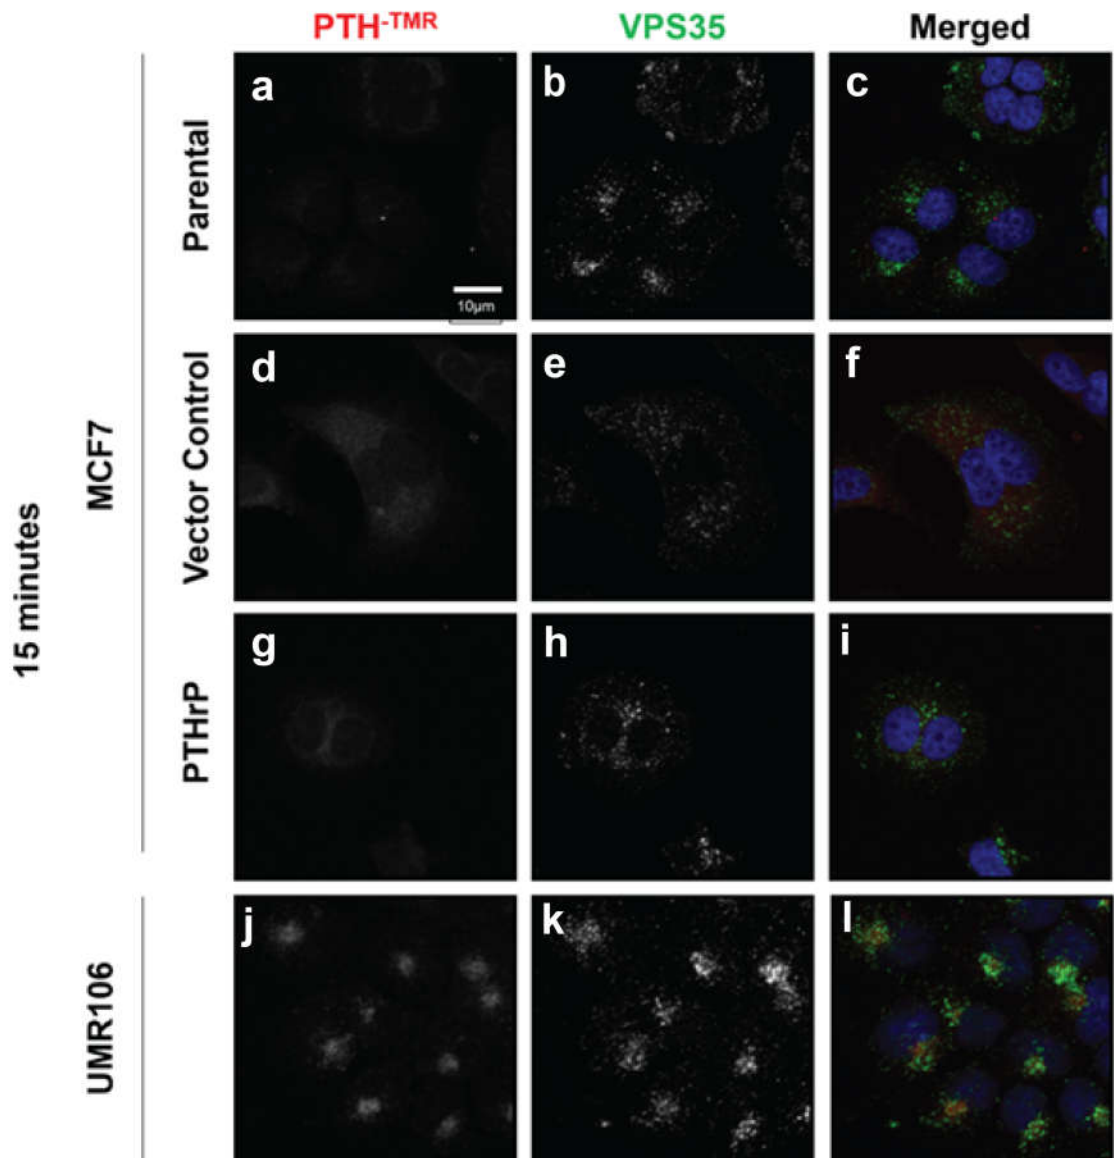 PTH-TMR VPS35 Merged
15 minutes
MCF7
Parental
a b c
10µm
Vector Control
d e f
PTHrP
g h i
UMR106
j k l